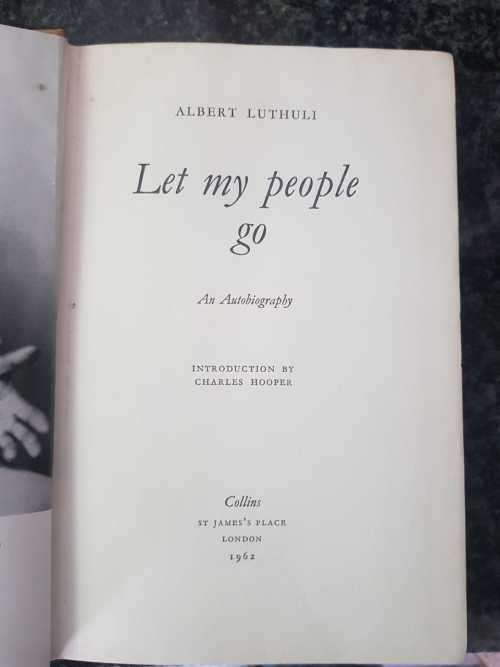 ALBERT LUTHULI
Let my people
go
An Autobiography
INTRODUCTION BY
CHARLES HOOPER
Collins
ST JAMES'S PLACE
LONDON
1962